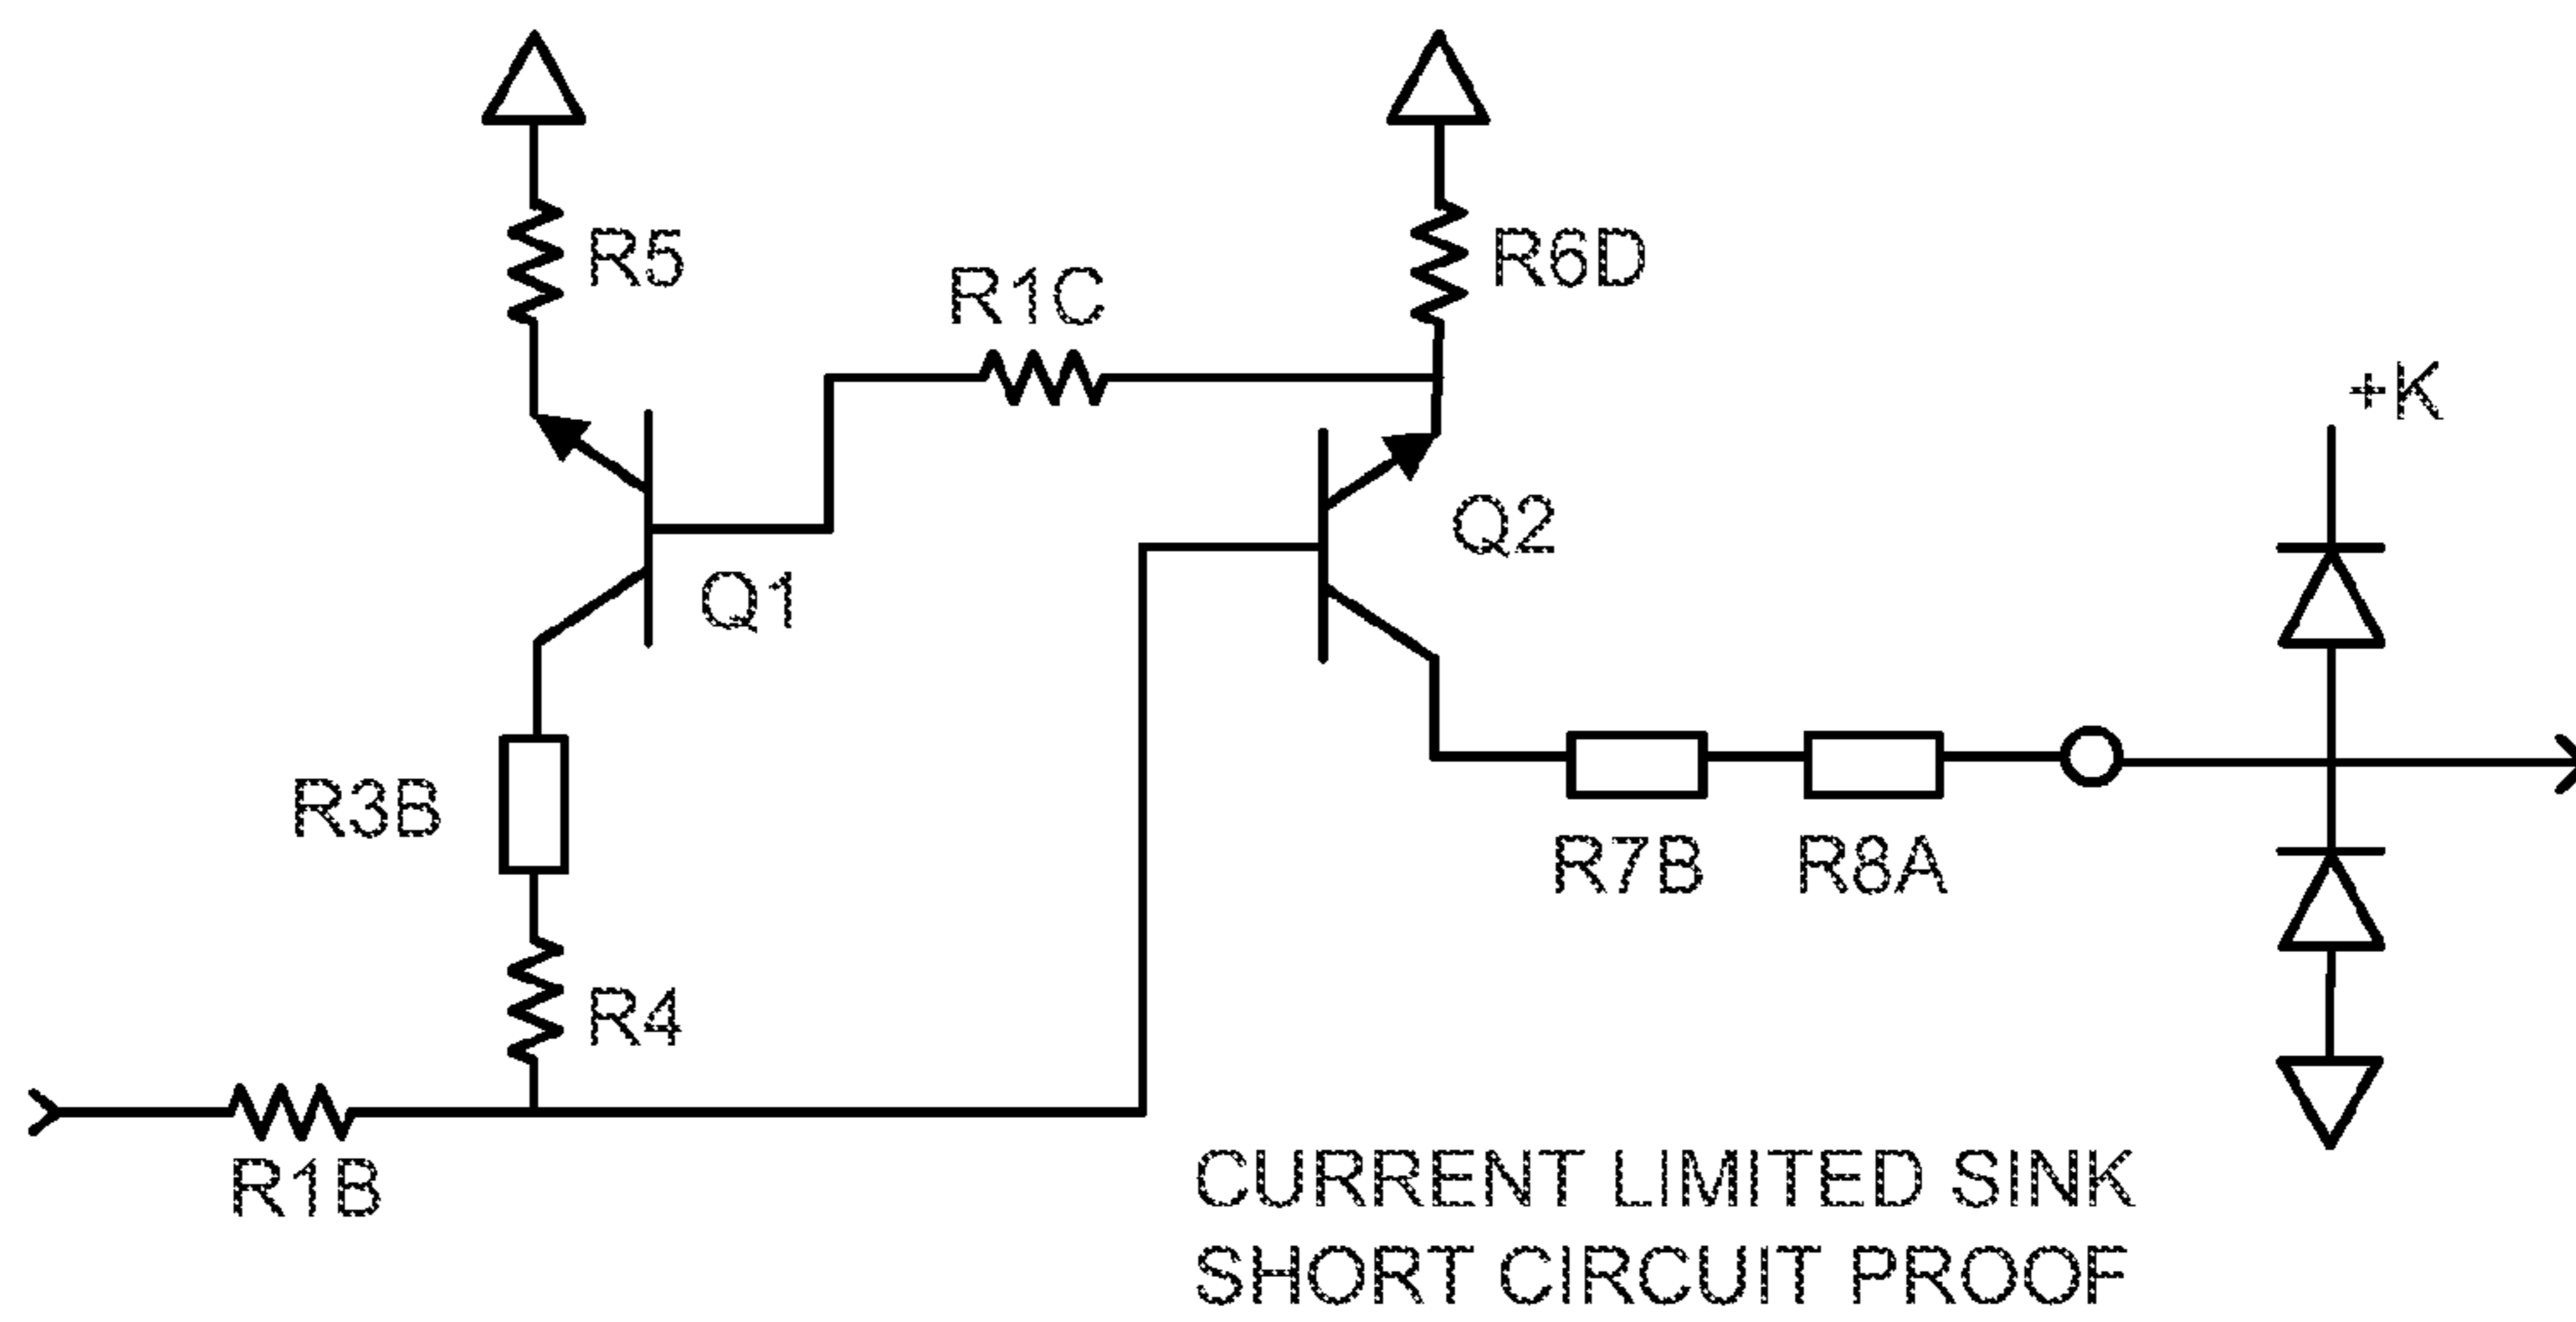 R5
R6D
R1C
+K
Q2
Q1
R3B
R7B
R8A
R4
R1B
CURRENT LIMITED SINK
SHORT CIRCUIT PROOF